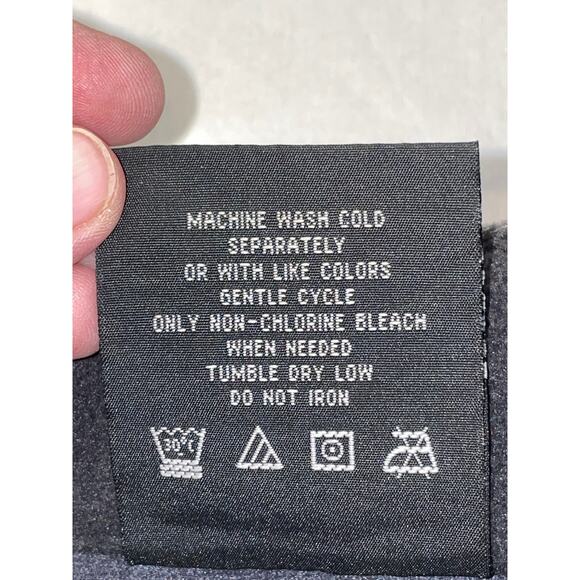 MACHINE WASH COLD
SEPARATELY
OR WITH LIKE COLORS
GENTLE CYCLE
ONLY NON-CHLORINE BLEACH
WHEN NEEDED
TUMBLE DRY LOW
DO NOT IRON
30°C